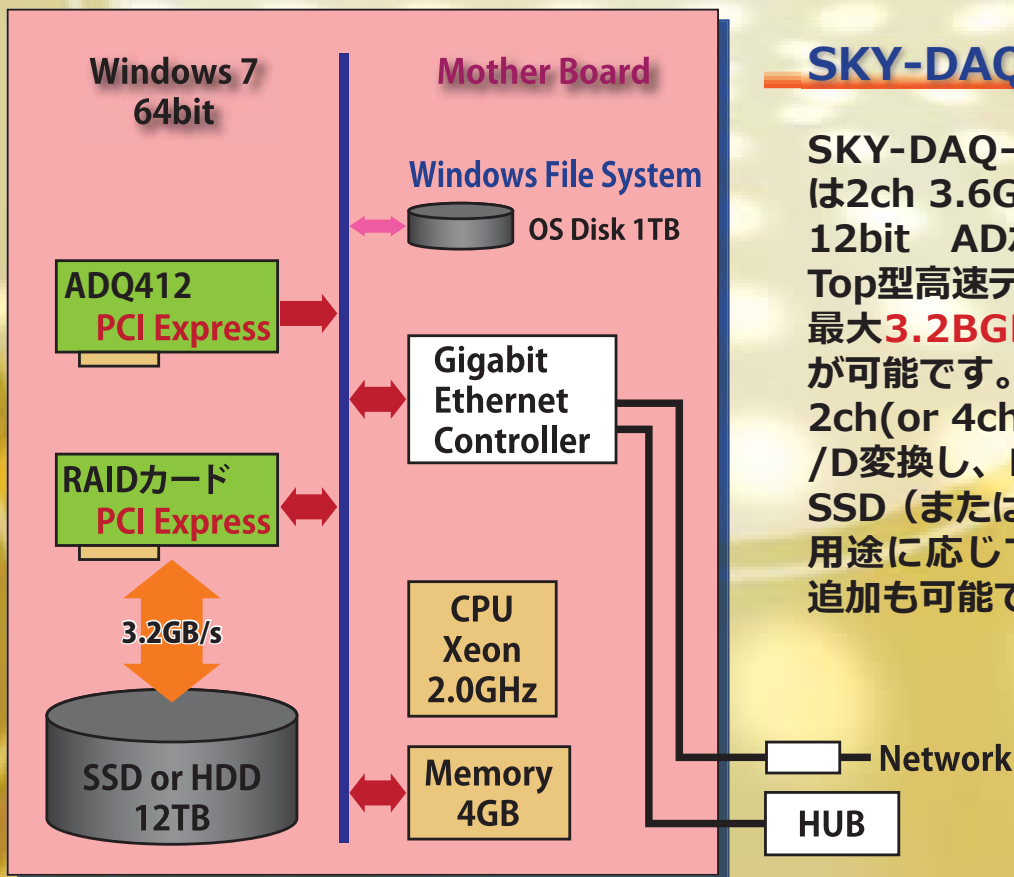 Windows 7
64bit
Mother Board
Windows File System
OS Disk 1TB
ADQ412
PCI Express
Gigabit
Ethernet
Controller
RAIDカード
PCI Express
3.2GB/s
SSD or HDD
12TB
CPU
Xeon
2.0GHz
Memory
4GB
Network
HUB
SKY-DAQ
SKY-DAQ-
は2ch 3.6G
12bit AD
Top型高速デ
最大3.2BG
が可能です。
2ch(or 4ch
/D変換し、
SSD（または
用途に応じて
追加も可能で